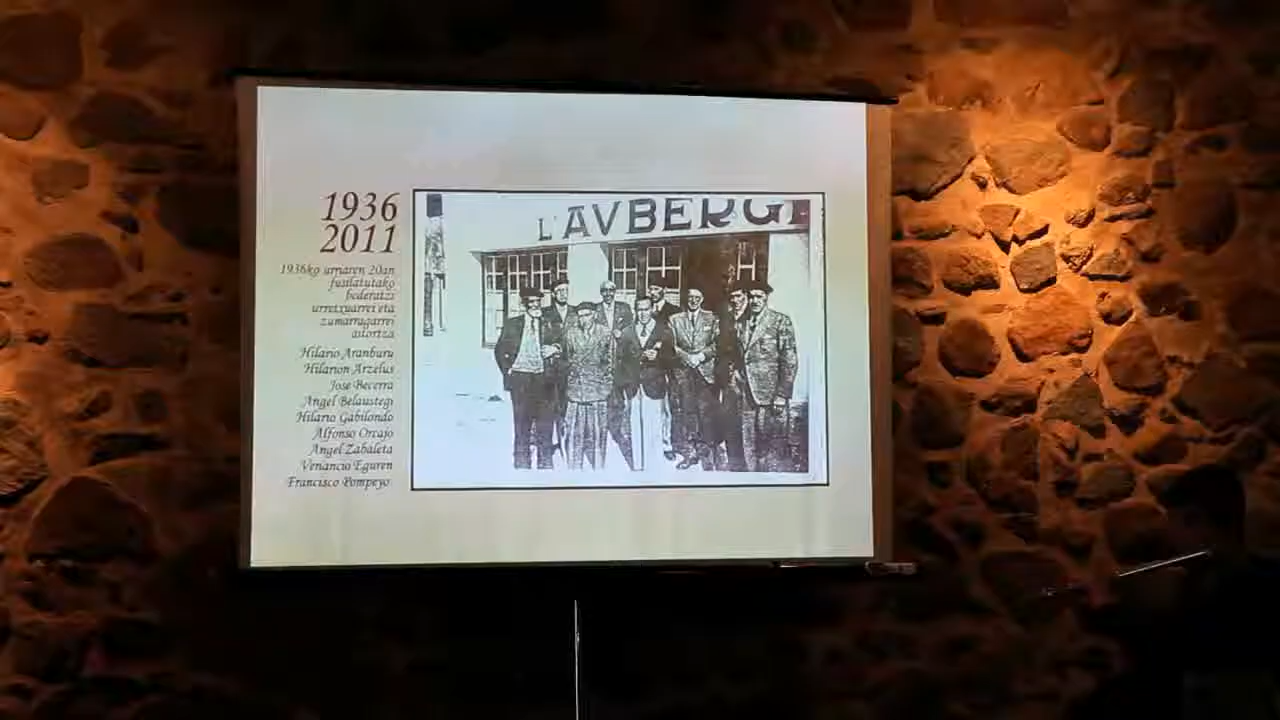 1936
2011
1936ko urriaren 20an
fusilatutako
bederatzi
urretxuarrei eta
zumarragarrei
aitortza
Hilario Aranburu
Hilarion Arzelus
Jose Becerra
Angel Belaustegi
Hilario Gabilondo
Alfonso Orcajo
Angel Zabaleta
Venancio Eguren
Francisco Pompeyo
L'AVBERGE